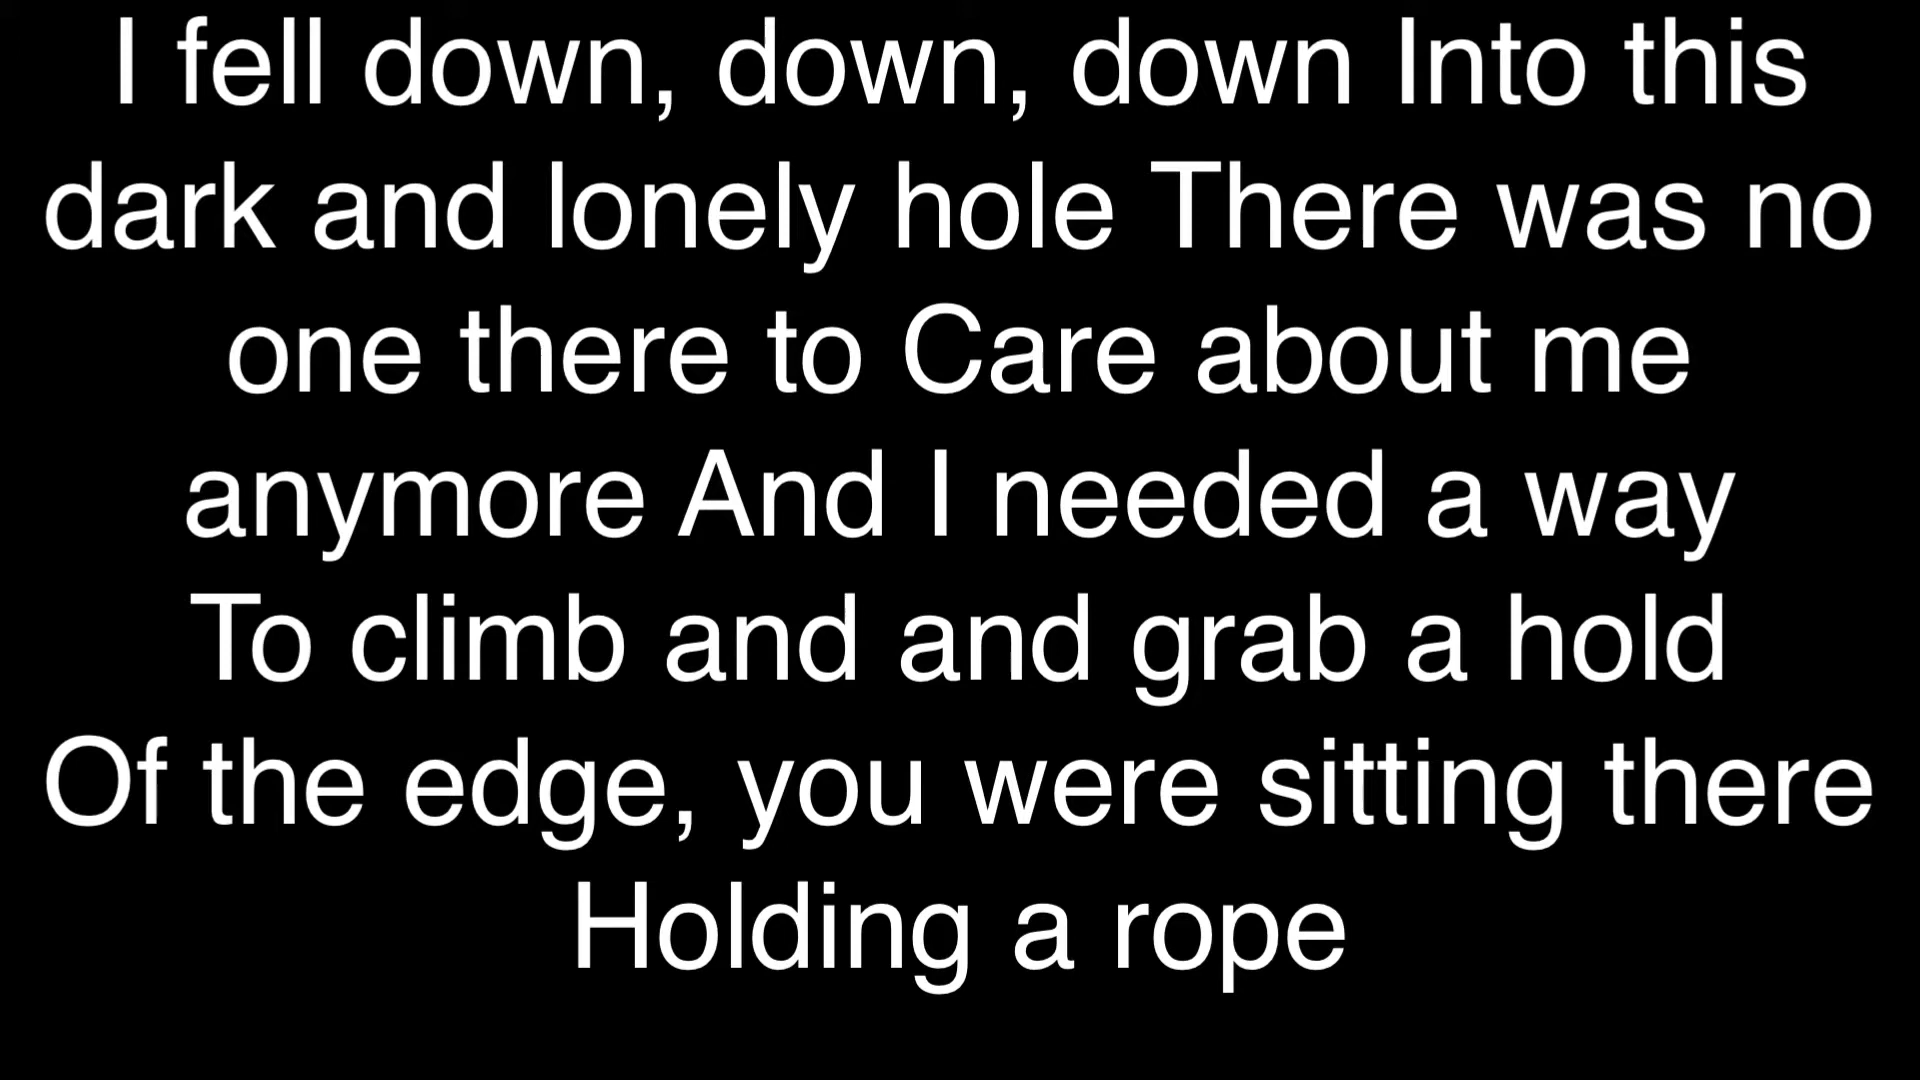 I fell down, down, down Into this
dark and lonely hole There was no
one there to Care about me
anymore And I needed a way
To climb and and grab a hold
Of the edge, you were sitting there
Holding a rope